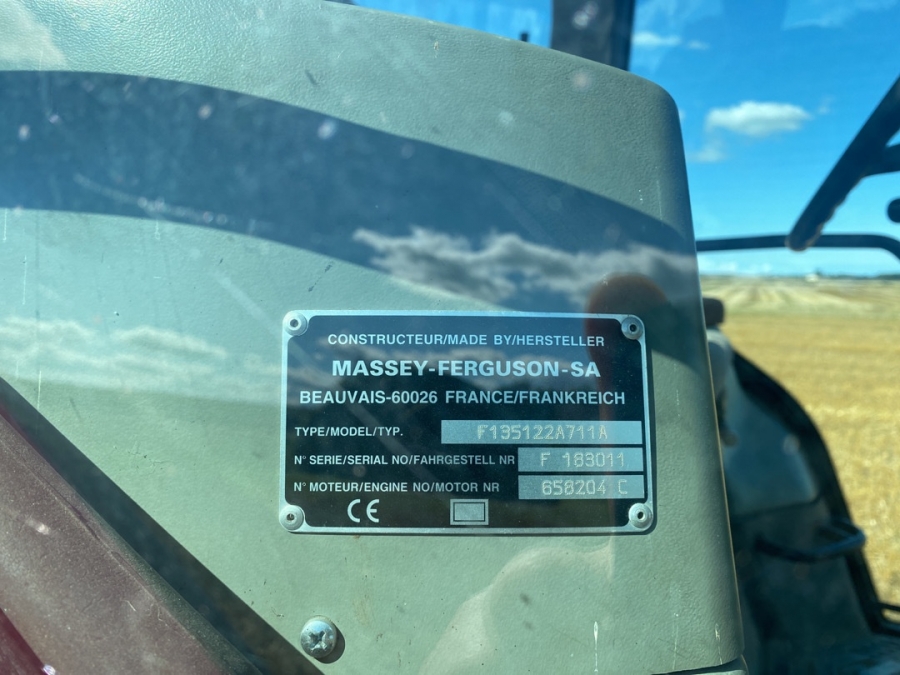 CONSTRUCTEUR/MADE BY/HERSTELLER
MASSEY-FERGUSON-SA
BEAUVAIS-60026 FRANCE/FRANKREICH
TYPE/MODEL/TYP. F135122A711A
N° SERIE/SERIAL NO/FAHRGESTELL NR F 183011
N° MOTEUR/ENGINE NO/MOTOR NR 658204 C
CE